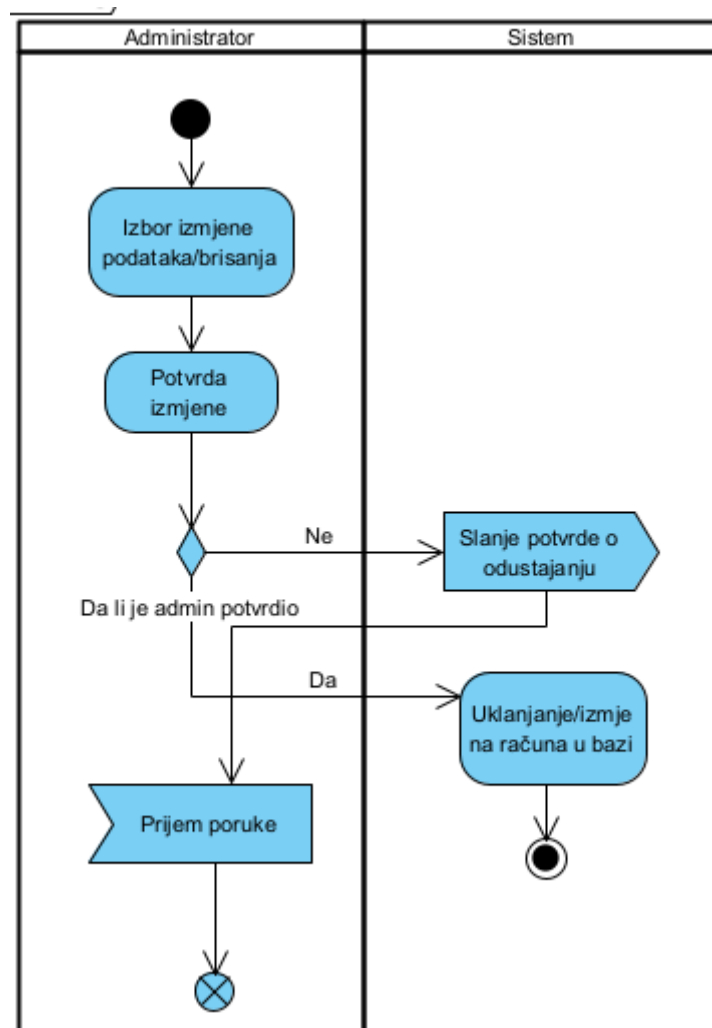 Administrator
Sistem
Izbor izmjene
podataka/brisanja
Potvrda
izmjene
Ne
Slanje potvrde o
odustajanju
Da li je admin potvrdio
Da
Uklanjanje/izmje
na računa u bazi
Prijem poruke